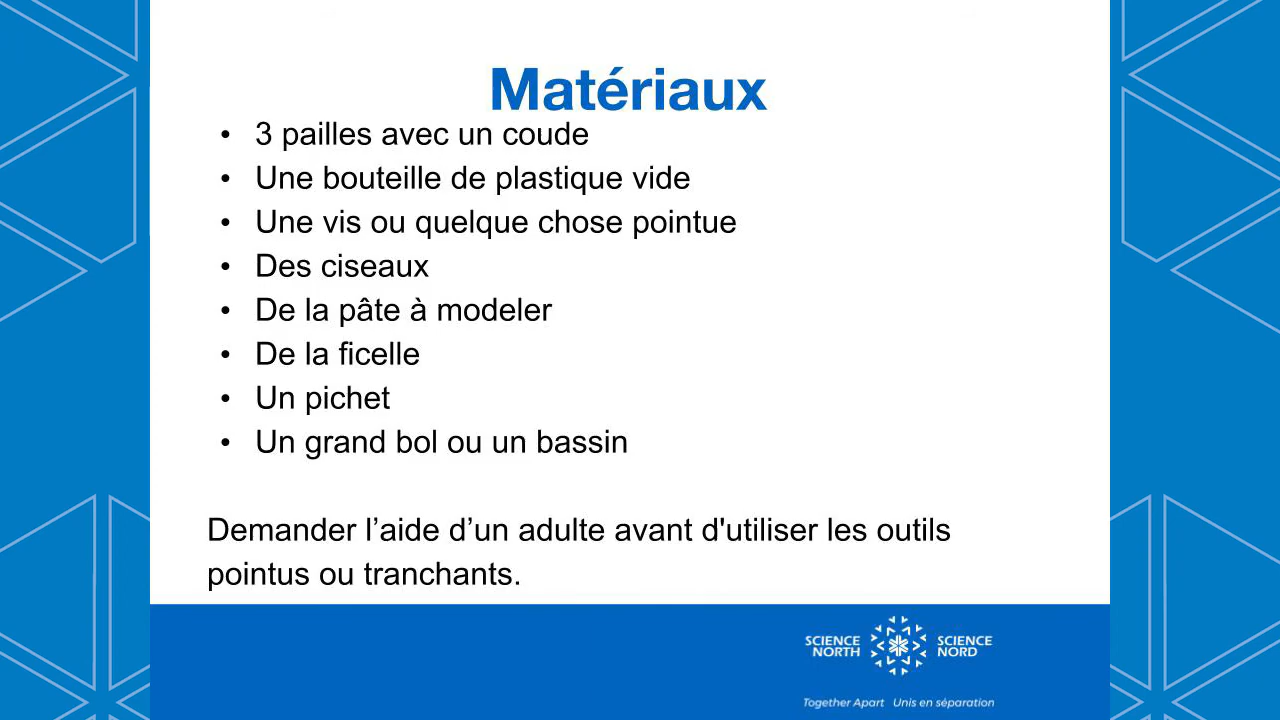 Matériaux
• 3 pailles avec un coude
• Une bouteille de plastique vide
• Une vis ou quelque chose pointue
• Des ciseaux
• De la pâte à modeler
• De la ficelle
• Un pichet
• Un grand bol ou un bassin
Demander l’aide d’un adulte avant d'utiliser les outils
pointus ou tranchants.
SCIENCE NORTH
SCIENCE NORD
Together Apart Unis en séparation